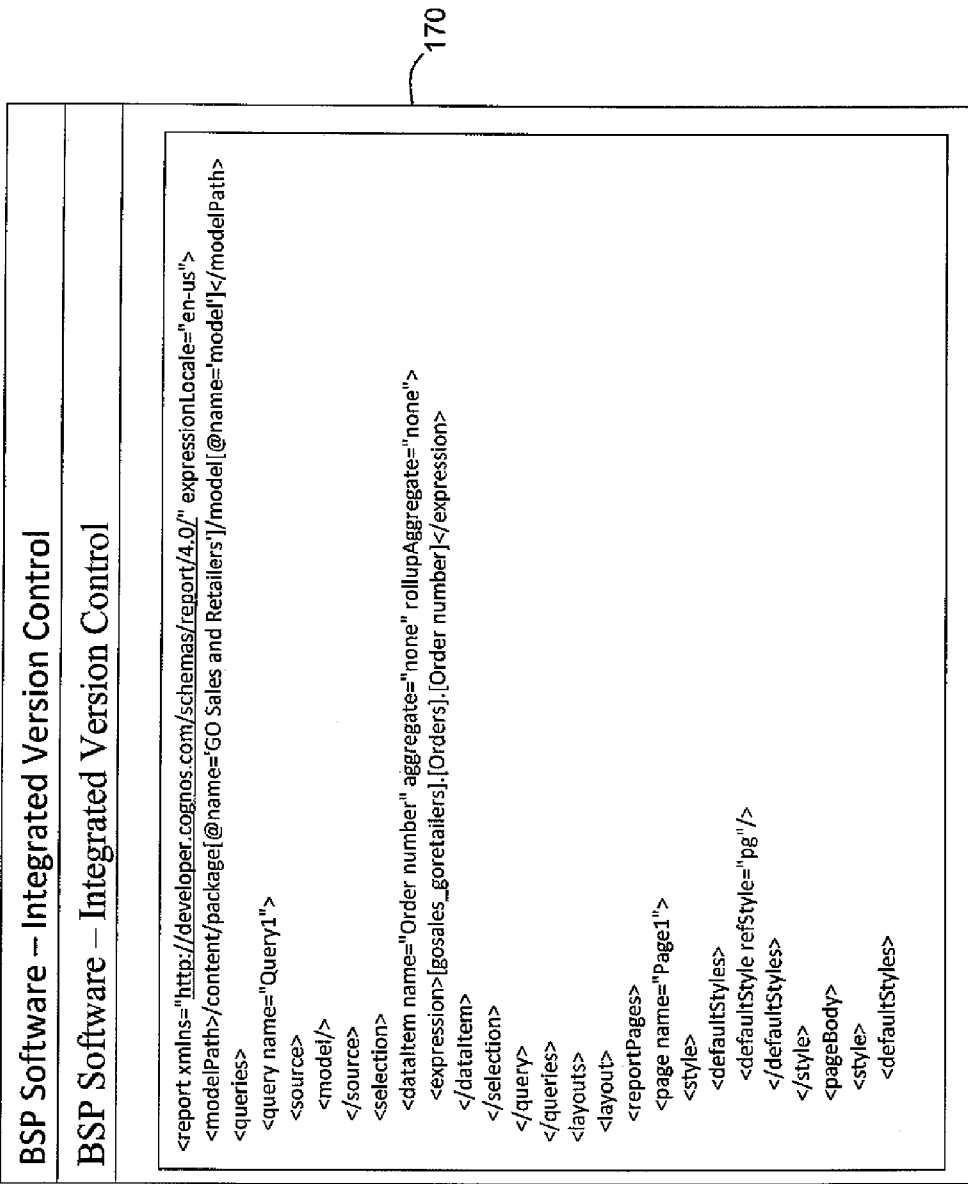 BSP Software – Integrated Version Control
BSP Software – Integrated Version Control
<report xmlns="http://developer.cognos.com/schemas/report/4.0/" expressionLocale="en-us">
<modelPath>/content/package[@name='GO Sales and Retailers']/model[@name='model']</modelPath>
<queries>
<query name="Query1">
<source>
<model/>
</source>
<selection>
<dataItem name="Order number" aggregate="none" rollupAggregate="none">
<expression>[gosales_goretailers].[Orders].[Order number]</expression>
</dataItem>
</selection>
</query>
</queries>
<layouts>
<layout>
<reportPages>
<page name="Page1">
<style>
<defaultStyles>
<defaultStyle refStyle="pg"/>
</defaultStyles>
</style>
<pageBody>
<style>
<defaultStyles>
170